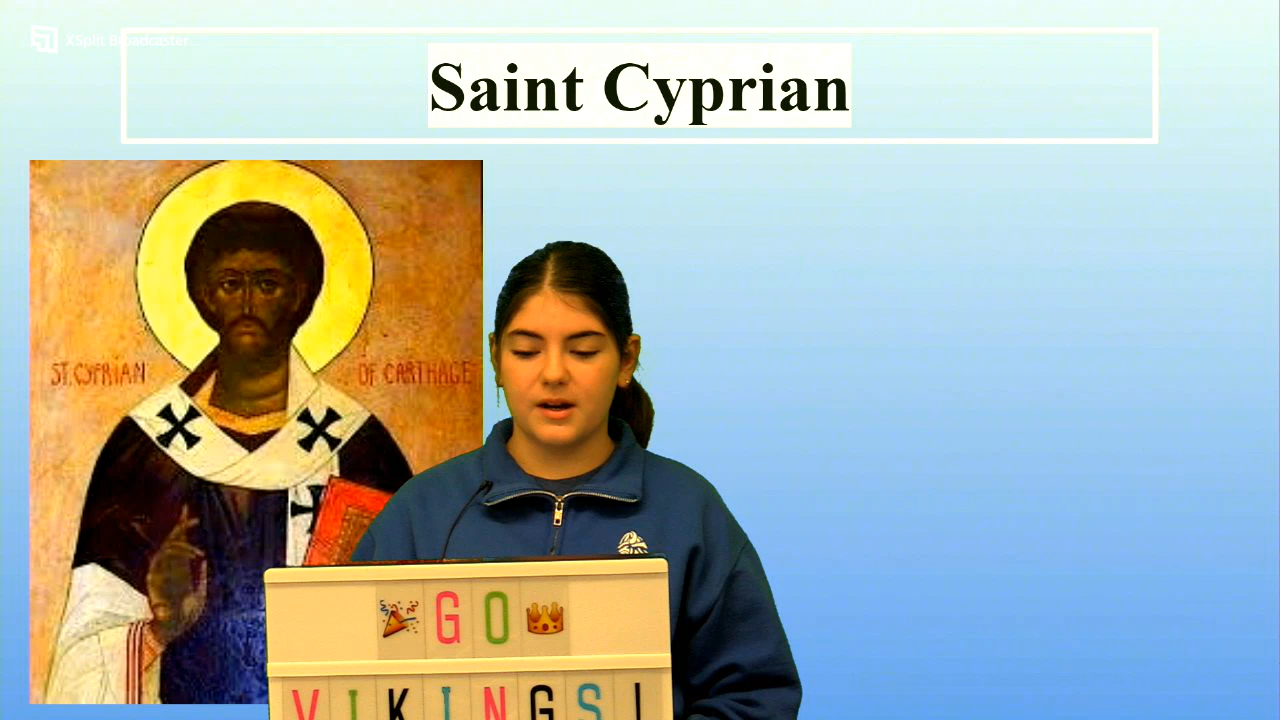 XSplit Broadcaster
Saint Cyprian
ST. CYPRIAN OF CARTHAGE
GO
VIKINGS!